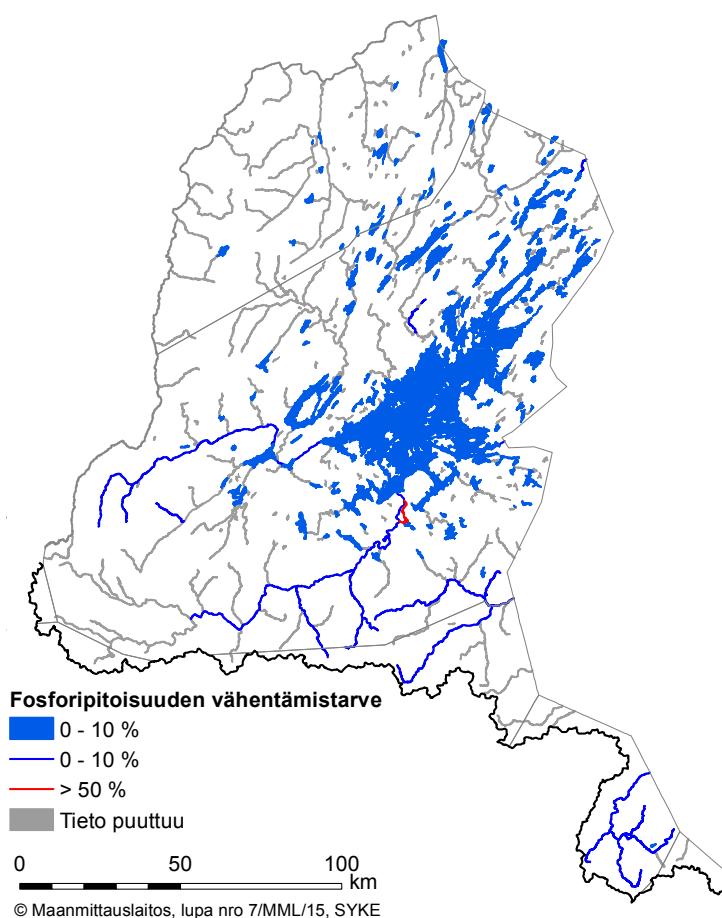 Fosforipitoisuuden vähentämistarve
0 - 10 %
0 - 10 %
> 50 %
Tieto puuttuu
0 50 100
km
© Maanmittauslaitos, lupa nro 7/MML/15, SYKE